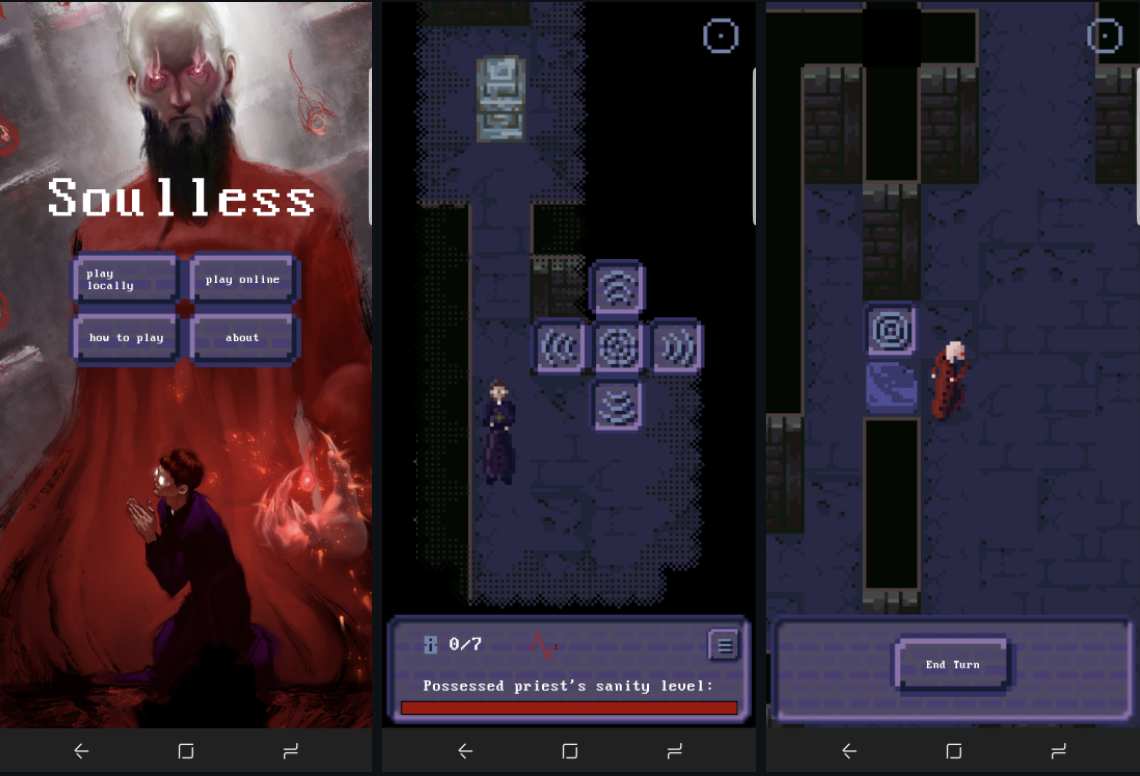 Soulless
play
locally
play online
how to play
about
0/7
Possessed priest's sanity level:
End Turn